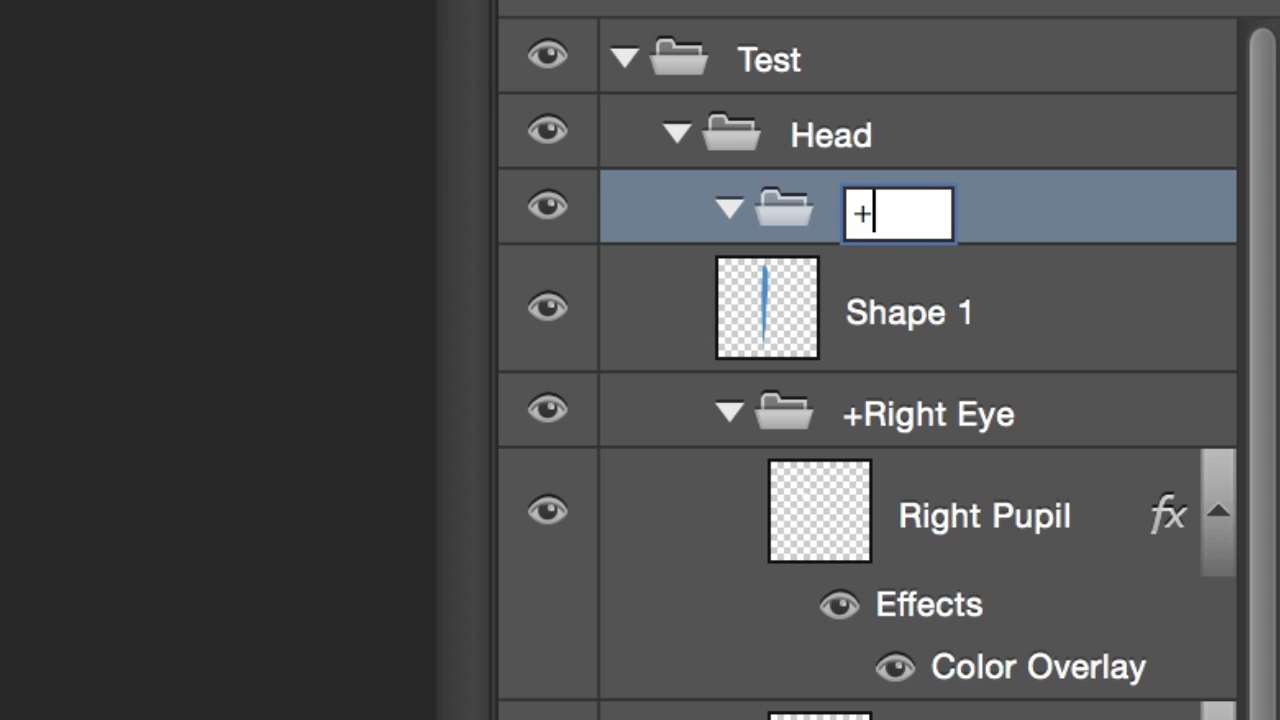 Test
Head
+
Shape 1
+Right Eye
Right Pupil fx
Effects
Color Overlay